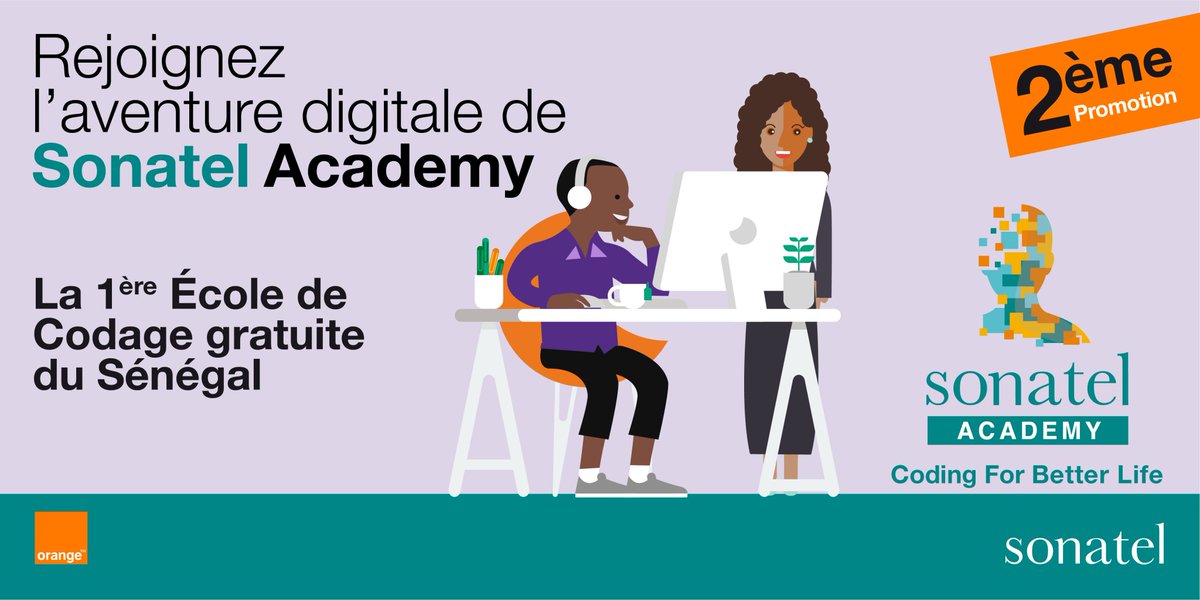 Rejoignez
l’aventure digitale de
Sonatel Academy
2ème
Promotion
La 1ère École de
Codage gratuite
du Sénégal
sonatel
ACADEMY
Coding For Better Life
orange™
sonatel